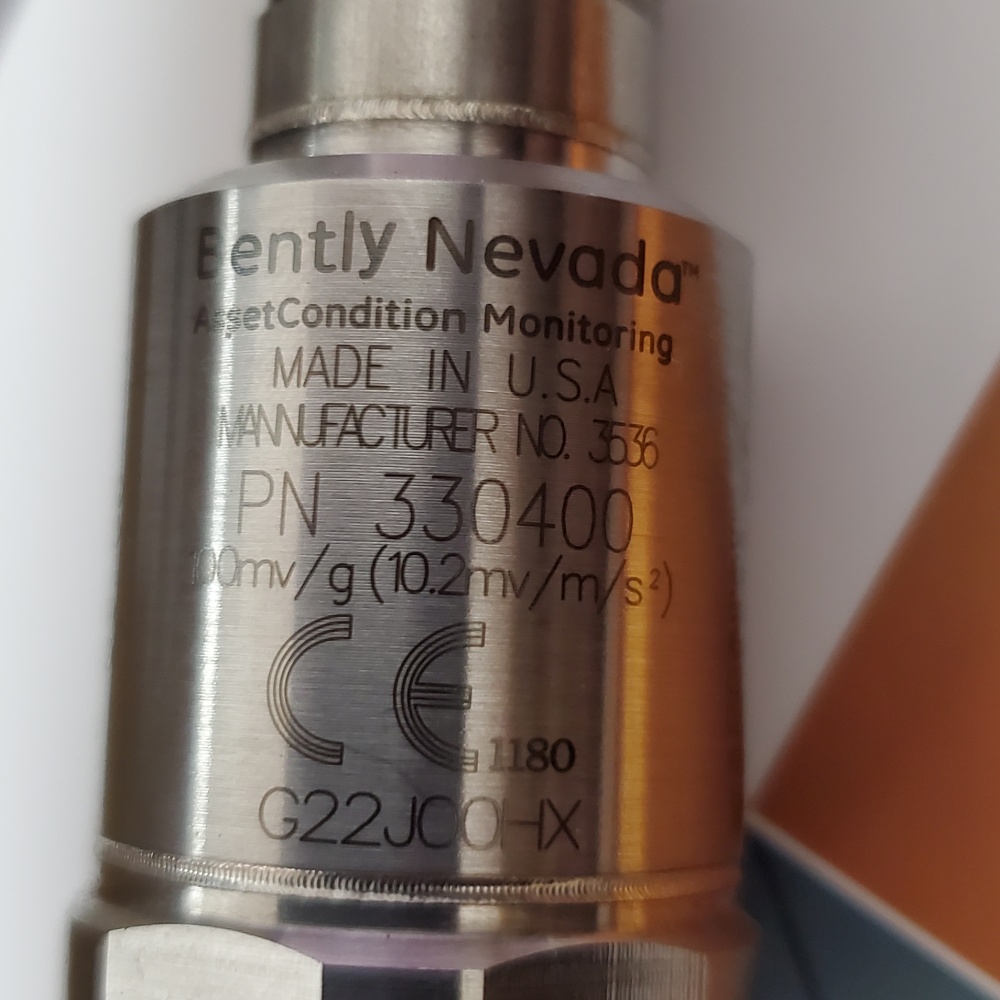 Bently Nevada™
AssetCondition Monitoring
MADE IN U.S.A
MANNUFACTURER NO. 3536
PN 330400
100mv/g (10.2mv/m/s²)
CE 1180
G22J00HX